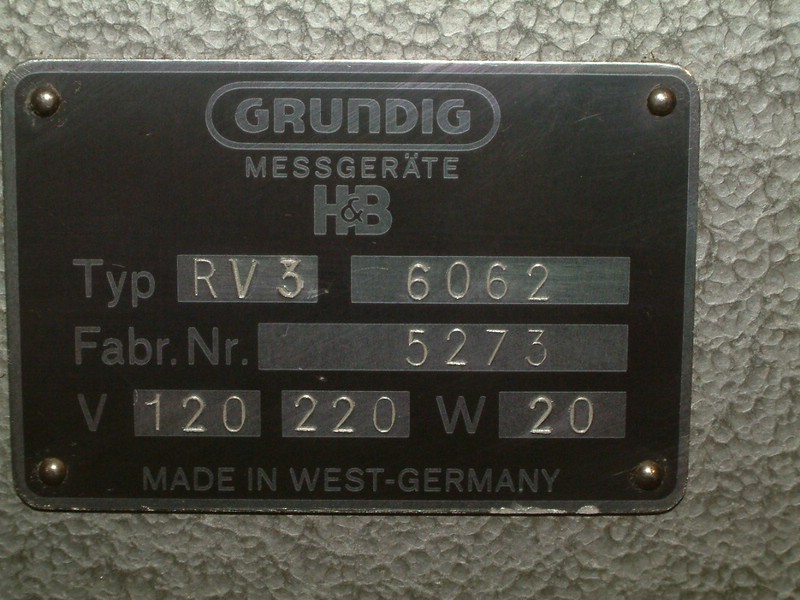 GRUNDIG
MESSGERÄTE
H&B
Typ RV3 6062
Fabr. Nr. 5273
V 120 220 W 20
MADE IN WEST-GERMANY